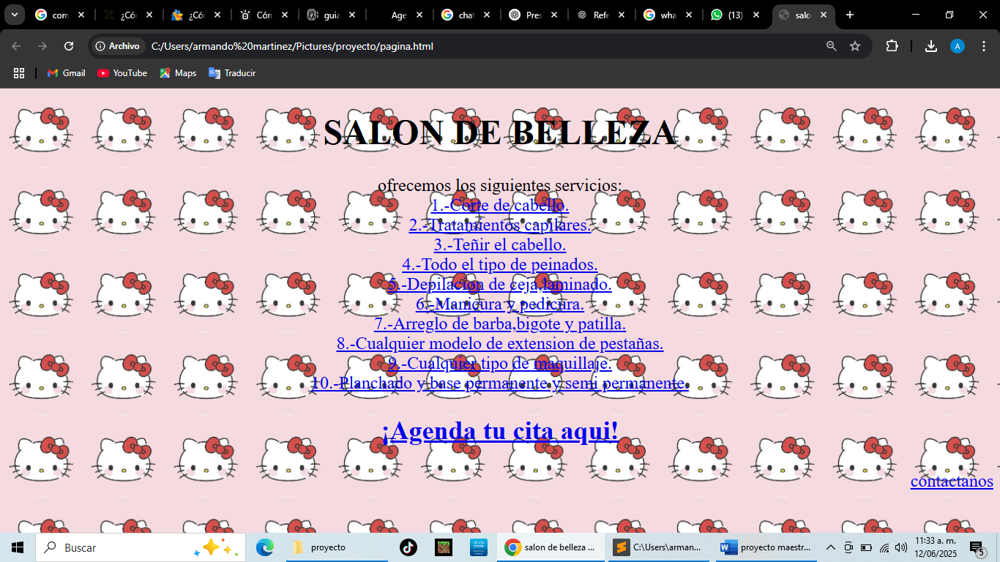 com
¿Cór
¿Cór
Cón
guia
Age
chat
Pres
Refe
wha
(13)
salo
Archivo C:/Users/armando%20martinez/Pictures/proyecto/pagina.html
A
Gmail YouTube Maps Traducir
SALON DE BELLEZA
ofrecemos los siguientes servicios:
1.-Corte de cabello.
2.-Tratamientos capilares.
3.-Teñir el cabello.
4.-Todo el tipo de peinados.
5.-Depilacion de ceja,laminado.
6.-Manicura y pedicura.
7.-Arreglo de barba,bigote y patilla.
8.-Cualquier modelo de extension de pestañas.
9.-Cualquier tipo de maquillaje.
10.-Planchado y base permanente y semi permanente.
¡Agenda tu cita aqui!
contactanos
Buscar
proyecto
salon de belleza ...
C:\Users\arman...
proyecto maestr...
11:33 a. m.
12/06/2025
5